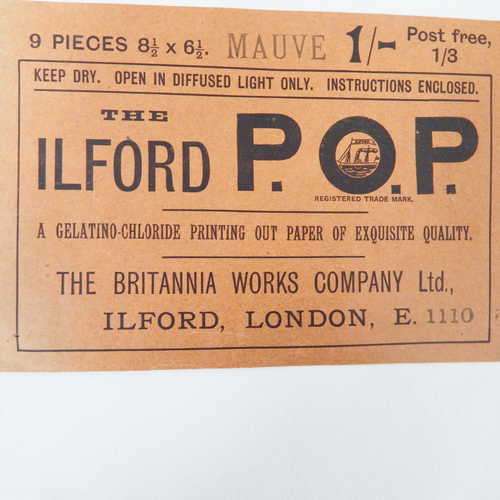 9 PIECES 8½ x 6½. MAUVE 1/- Post free, 1/3
KEEP DRY. OPEN IN DIFFUSED LIGHT ONLY. INSTRUCTIONS ENCLOSED.
THE
ILFORD P.O.P.
REGISTERED TRADE MARK.
A GELATINO-CHLORIDE PRINTING OUT PAPER OF EXQUISITE QUALITY.
THE BRITANNIA WORKS COMPANY Ltd.,
ILFORD, LONDON, E. 1110